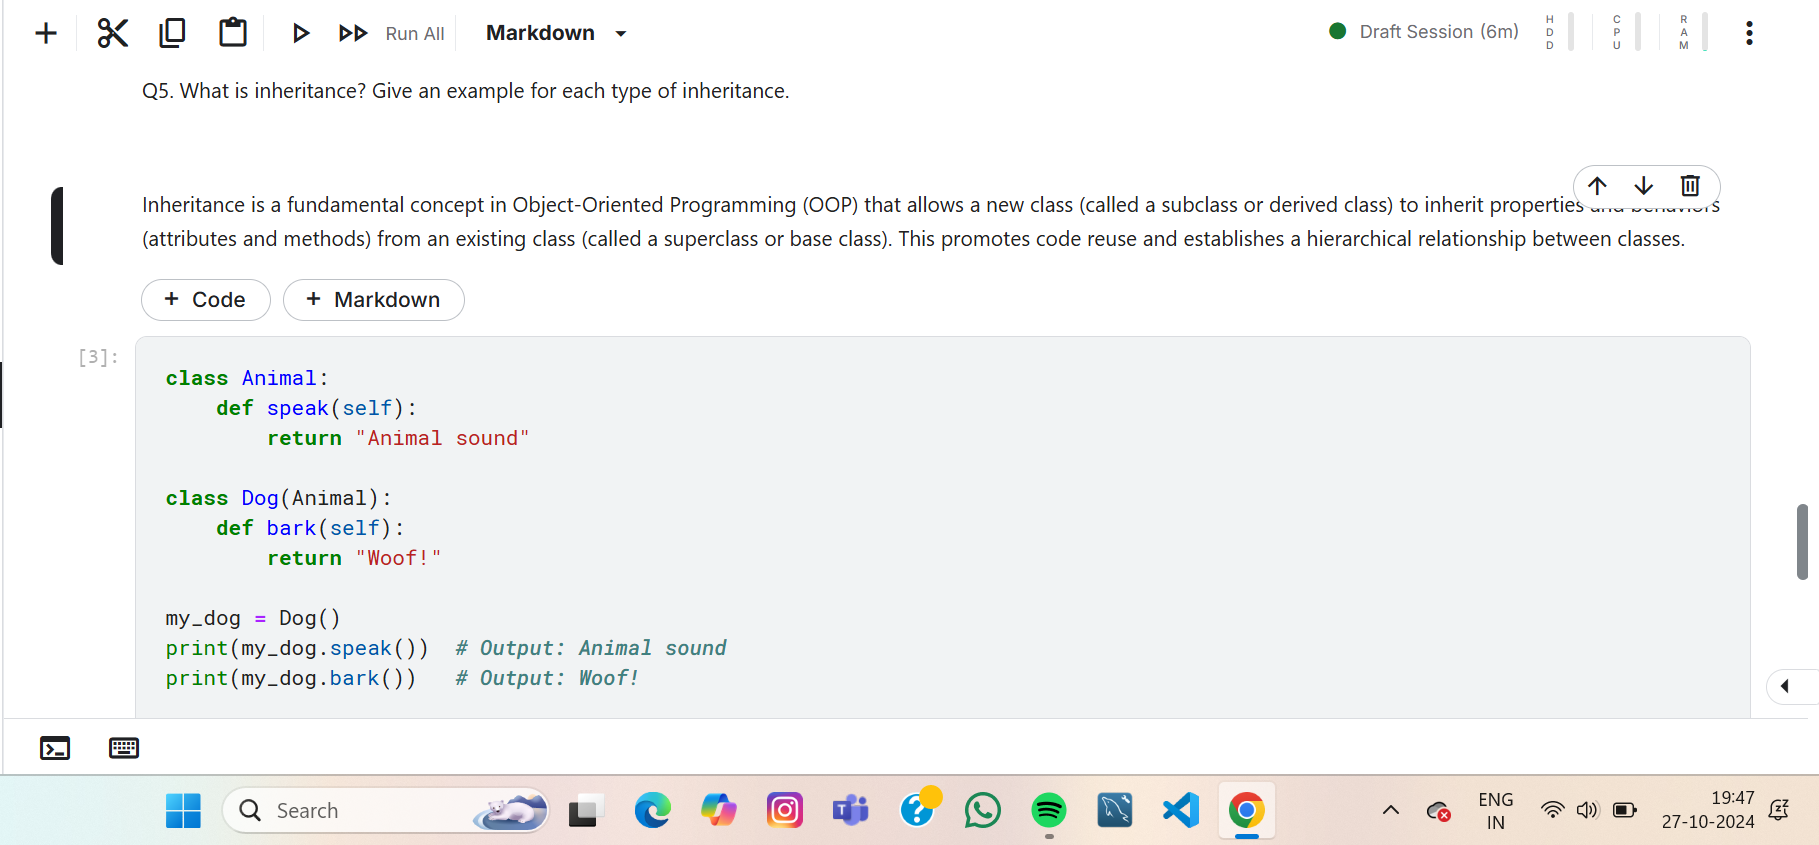 Run All
Markdown
Draft Session (6m)
HDD
CPU
RAM
Q5. What is inheritance? Give an example for each type of inheritance.
Inheritance is a fundamental concept in Object-Oriented Programming (OOP) that allows a new class (called a subclass or derived class) to inherit properties and behaviors
(attributes and methods) from an existing class (called a superclass or base class). This promotes code reuse and establishes a hierarchical relationship between classes.
+ Code
+ Markdown
[3]:
class Animal:
    def speak(self):
        return "Animal sound"
class Dog(Animal):
    def bark(self):
        return "Woof!"
my_dog = Dog()
print(my_dog.speak())  # Output: Animal sound
print(my_dog.bark())   # Output: Woof!
Search
ENG
IN
19:47
27-10-2024